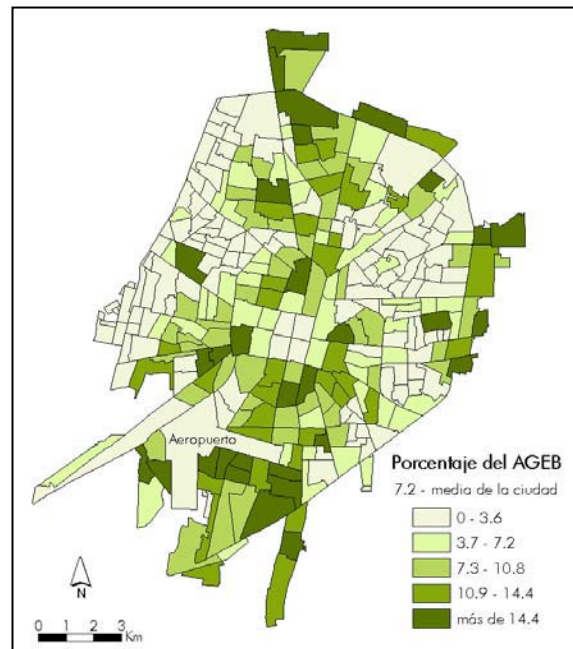 Aeropuerto
Porcentaje del AGEB
7.2 - media de la ciudad
0 - 3.6
3.7 - 7.2
7.3 - 10.8
10.9 - 14.4
más de 14.4
N
0 1 2 3
Km